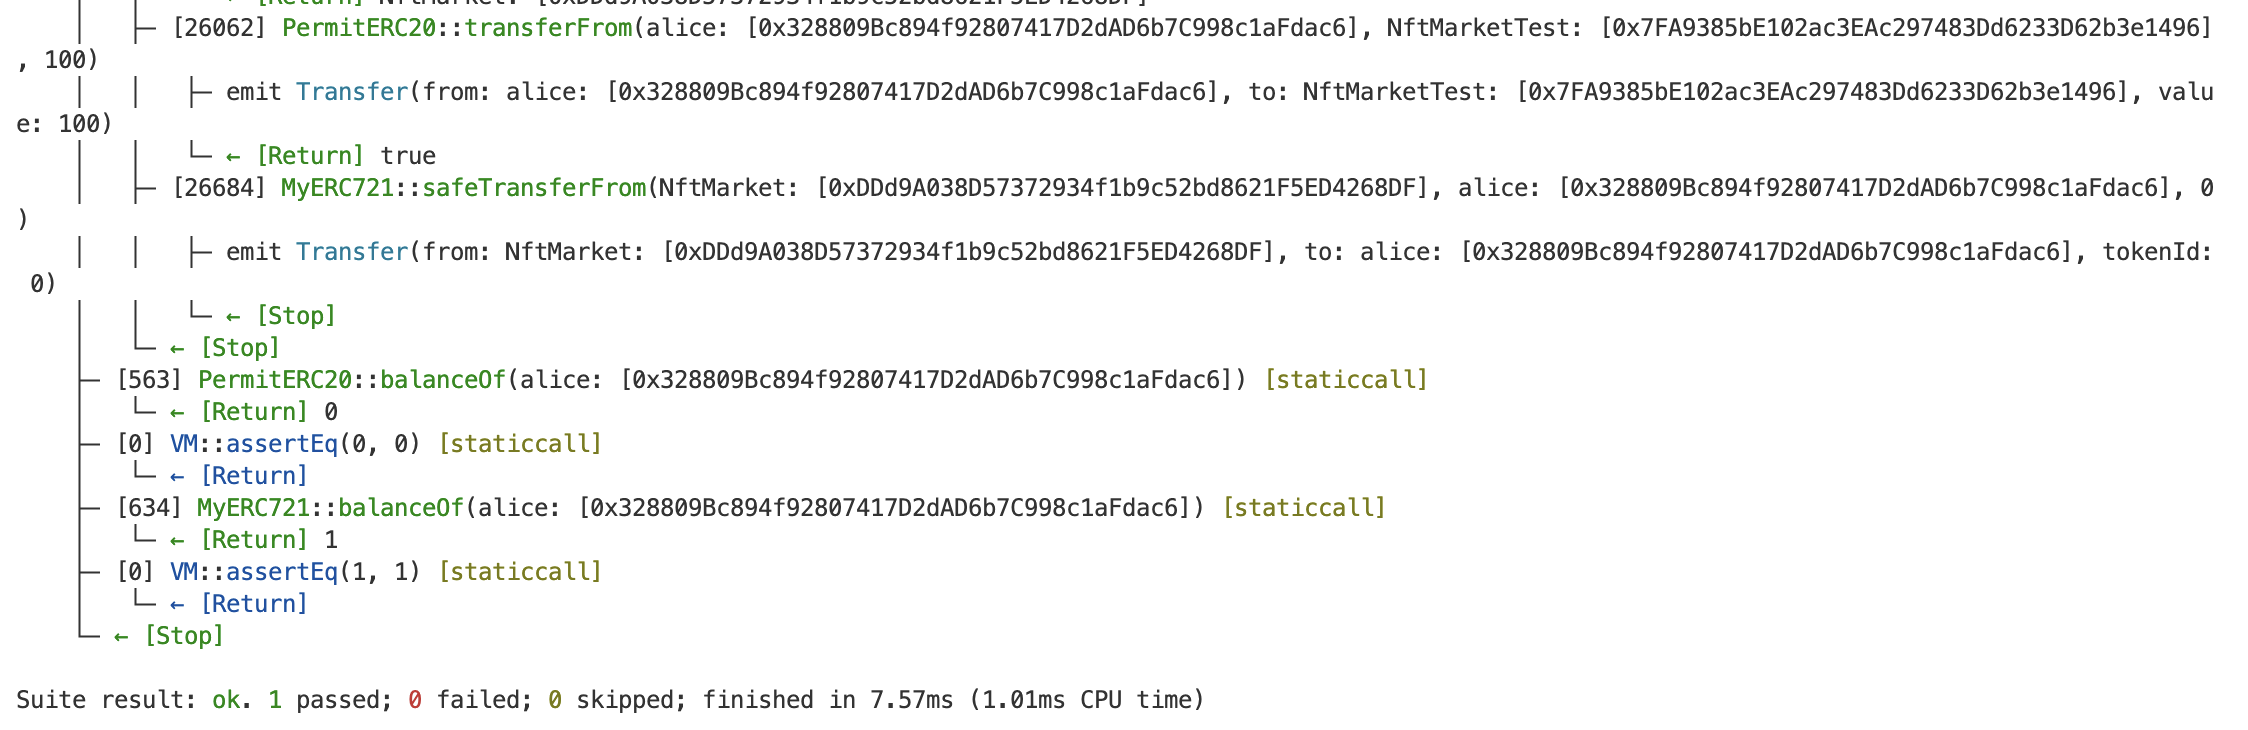 ├─ [26062] PermitERC20::transferFrom(alice: [0x328809Bc894f92807417D2dAD6b7C998c1aFdac6], NftMarketTest: [0x7FA9385bE102ac3EAc297483Dd6233D62b3e1496]
, 100)
│   │   ├─ emit Transfer(from: alice: [0x328809Bc894f92807417D2dAD6b7C998c1aFdac6], to: NftMarketTest: [0x7FA9385bE102ac3EAc297483Dd6233D62b3e1496], valu
e: 100)
│   │   └─ ← [Return] true
│   ├─ [26684] MyERC721::safeTransferFrom(NftMarket: [0xDDd9A038D57372934f1b9c52bd8621F5ED4268DF], alice: [0x328809Bc894f92807417D2dAD6b7C998c1aFdac6], 0
)
│   │   ├─ emit Transfer(from: NftMarket: [0xDDd9A038D57372934f1b9c52bd8621F5ED4268DF], to: alice: [0x328809Bc894f92807417D2dAD6b7C998c1aFdac6], tokenId:
 0)
│   │   └─ ← [Stop]
│   └─ ← [Stop]
├─ [563] PermitERC20::balanceOf(alice: [0x328809Bc894f92807417D2dAD6b7C998c1aFdac6]) [staticcall]
│   └─ ← [Return] 0
├─ [0] VM::assertEq(0, 0) [staticcall]
│   └─ ← [Return]
├─ [634] MyERC721::balanceOf(alice: [0x328809Bc894f92807417D2dAD6b7C998c1aFdac6]) [staticcall]
│   └─ ← [Return] 1
├─ [0] VM::assertEq(1, 1) [staticcall]
│   └─ ← [Return]
└─ ← [Stop]
Suite result: ok. 1 passed; 0 failed; 0 skipped; finished in 7.57ms (1.01ms CPU time)